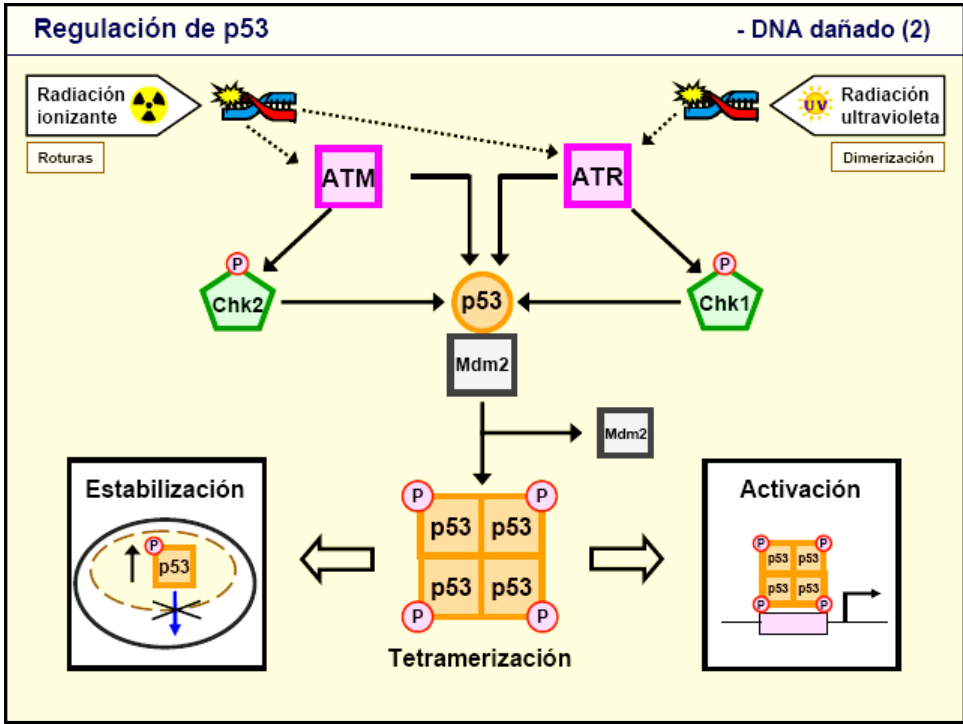 Regulación de p53
- DNA dañado (2)
Radiación
ionizante
Roturas
UV
Radiación
ultravioleta
Dimerización
ATM
ATR
P
Chk2
p53
P
Chk1
Mdm2
Mdm2
Estabilización
P
p53
P
P
p53
p53
p53
p53
P
P
Tetramerización
Activación
P
P
p53
p53
p53
p53
P
P